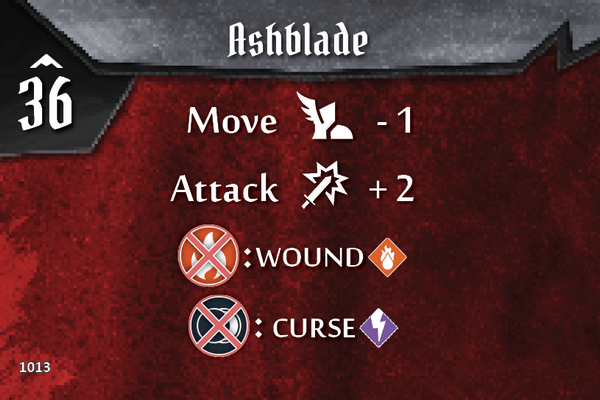 Ashblade
36
Move - 1
Attack + 2
: WOUND
: CURSE
1013